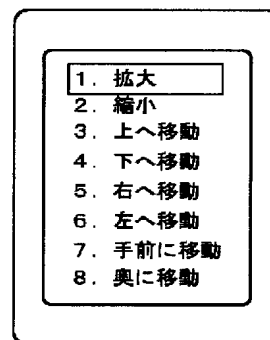 1. 拡大
2. 縮小
3. 上へ移動
4. 下へ移動
5. 右へ移動
6. 左へ移動
7. 手前に移動
8. 奥に移動